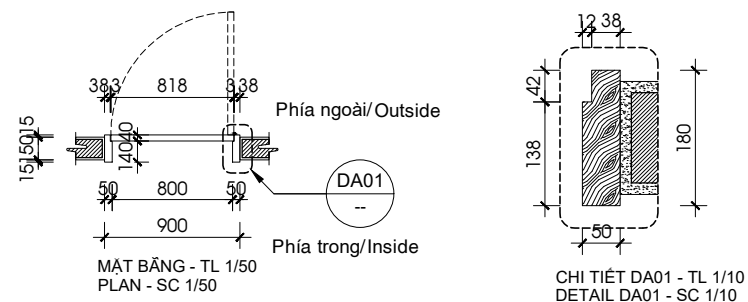 38 3 818 3 38
Phía ngoài/Outside
15 150 15
40
140
50 800 50
900
DA01
--
Phía trong/Inside
MẶT BẰNG - TL 1/50
PLAN - SC 1/50
12 38
42
138
180
50
CHI TIẾT DA01 - TL 1/10
DETAIL DA01 - SC 1/10